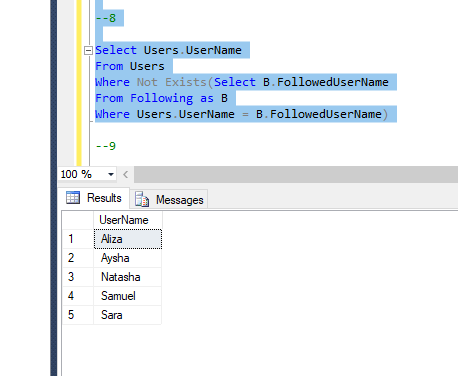 --8
Select Users.UserName
From Users
Where Not Exists(Select B.FollowedUserName
From Following as B
Where Users.UserName = B.FollowedUserName)
--9
100 %
Results Messages
UserName
1 Aliza
2 Aysha
3 Natasha
4 Samuel
5 Sara